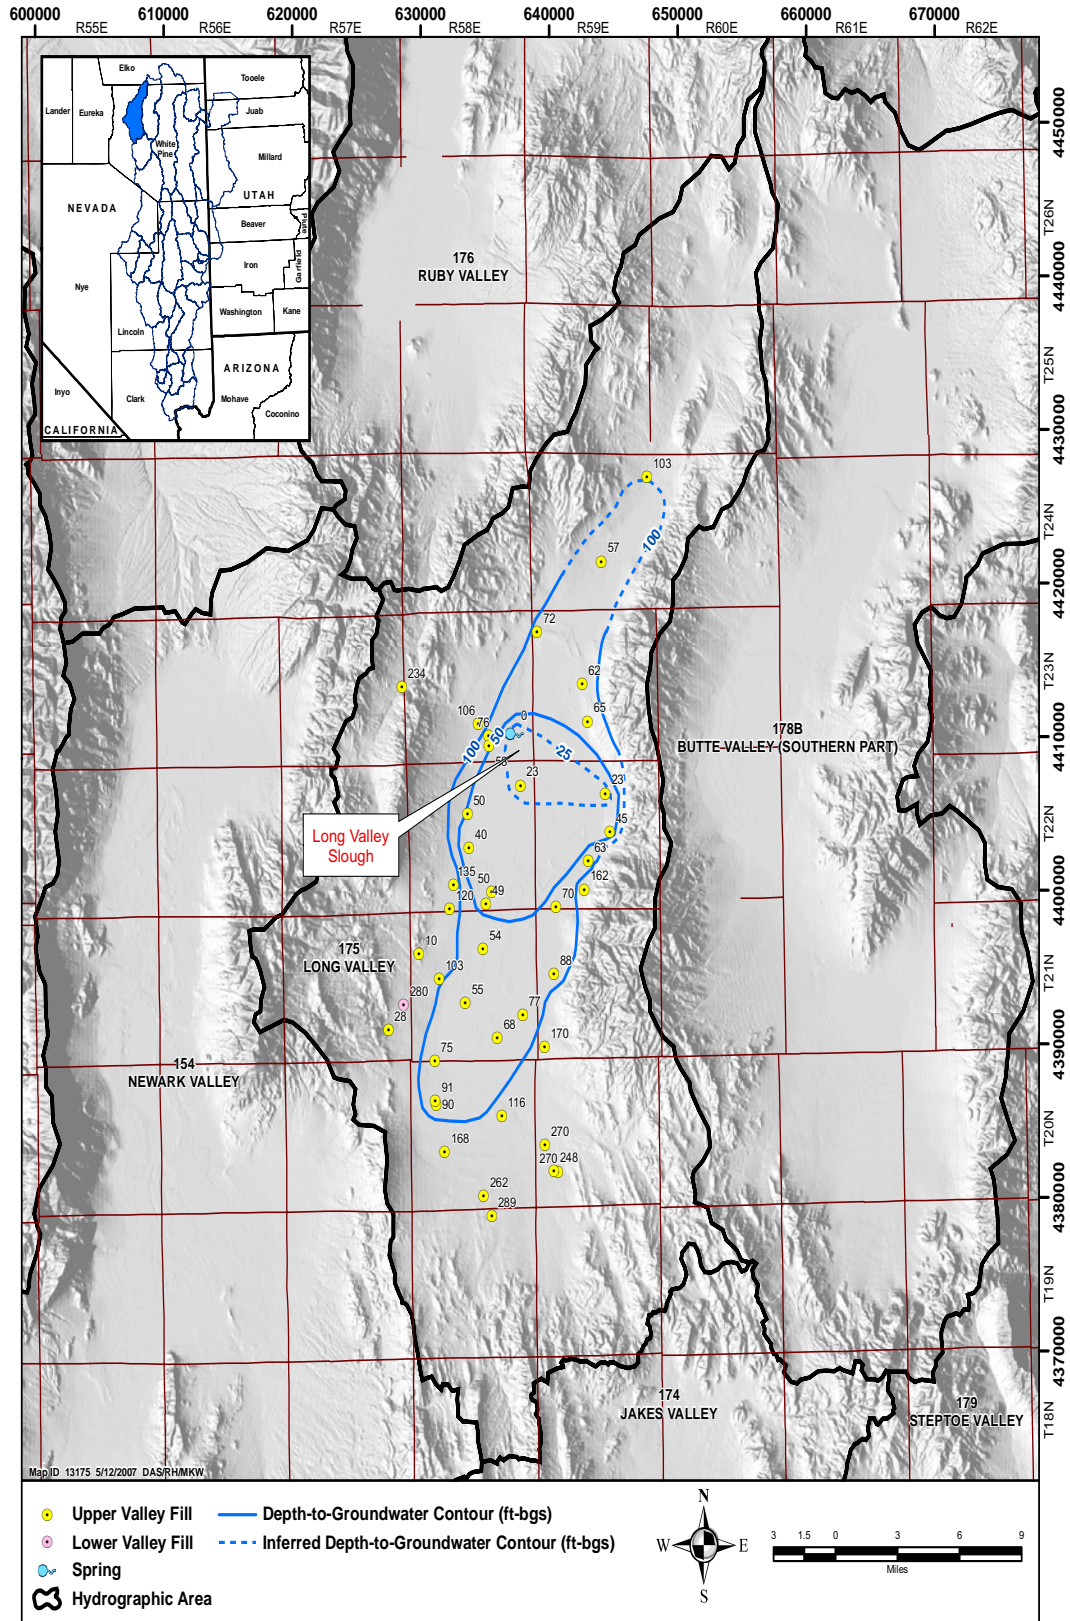 600000 610000 620000 630000 640000 650000 660000 670000
R55E R56E R57E R58E R59E R60E R61E R62E
Elko
Tooele
Lander
Eureka
Juab
White
Pine
Millard
UTAH
NEVADA
Beaver
Piute
Iron
Garfield
Nye
Washington
Kane
Lincoln
ARIZONA
Inyo
Clark
Mohave
Coconino
CALIFORNIA
4450000
T26N
4440000
T25N
4430000
T24N
4420000
T23N
4410000
T22N
4400000
T21N
4390000
T20N
4380000
T19N
4370000
T18N
176
RUBY VALLEY
103
100
57
72
234
62
106
0
65
76
50
100
25
58
178B
BUTTE VALLEY (SOUTHERN PART)
23
23
50
45
Long Valley
Slough
40
63
135
50
162
120
49
70
54
10
175
LONG VALLEY
88
103
280
55
77
28
68
170
75
154
NEWARK VALLEY
91
90
116
168
270
270
248
262
289
174
JAKES VALLEY
179
STEPTOE VALLEY
Map ID 13175 5/12/2007 DAS/RH/MKW
Upper Valley Fill
Lower Valley Fill
Spring
Hydrographic Area
Depth-to-Groundwater Contour (ft-bgs)
Inferred Depth-to-Groundwater Contour (ft-bgs)
N
W E
S
3 1.5 0 3 6 9
Miles